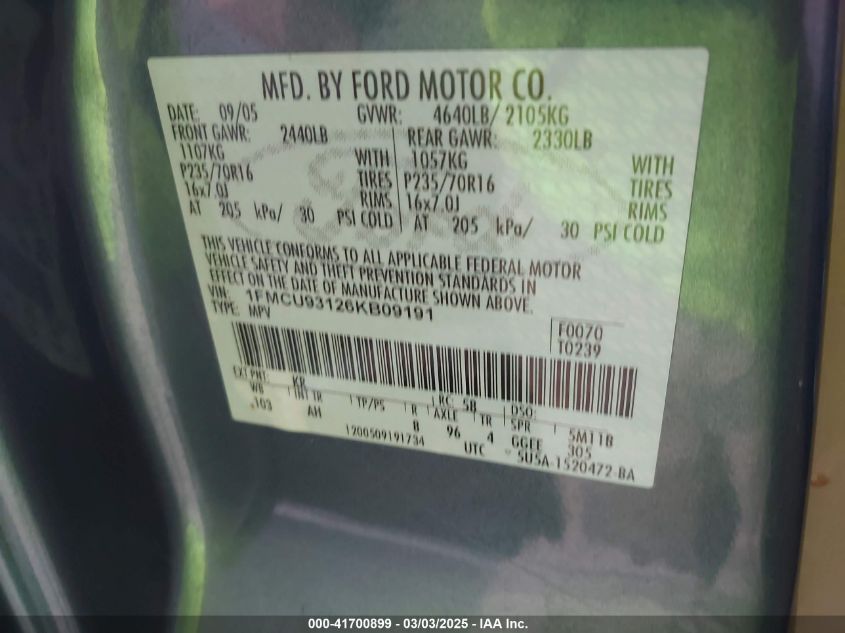 MFD. BY FORD MOTOR CO.
DATE: 09/05 GVWR: 4640LB/ 2105KG
FRONT GAWR: 2440LB REAR GAWR: 2330LB
1107KG WITH 1057KG WITH
P235/70R16 TIRES P235/70R16 TIRES
16x7.0J RIMS 16x7.0J RIMS
AT 205 kPa/ 30 PSI COLD AT 205 kPa/ 30 PSI COLD
THIS VEHICLE CONFORMS TO ALL APPLICABLE FEDERAL MOTOR
VEHICLE SAFETY AND THEFT PREVENTION STANDARDS IN
EFFECT ON THE DATE OF MANUFACTURE SHOWN ABOVE.
VIN: 1FMCU93126KB09191
TYPE: MPV
F0070
T0239
EXT PNT: KP RC: 5B DSO:
WB INT TR TP/PS R AXLE TR SPR 5M11B
103 AH B 96 4 GGEE 305
1200509191734 UTC 5U5A-1520472-BA
000-41700899 - 03/03/2025 - IAA Inc.